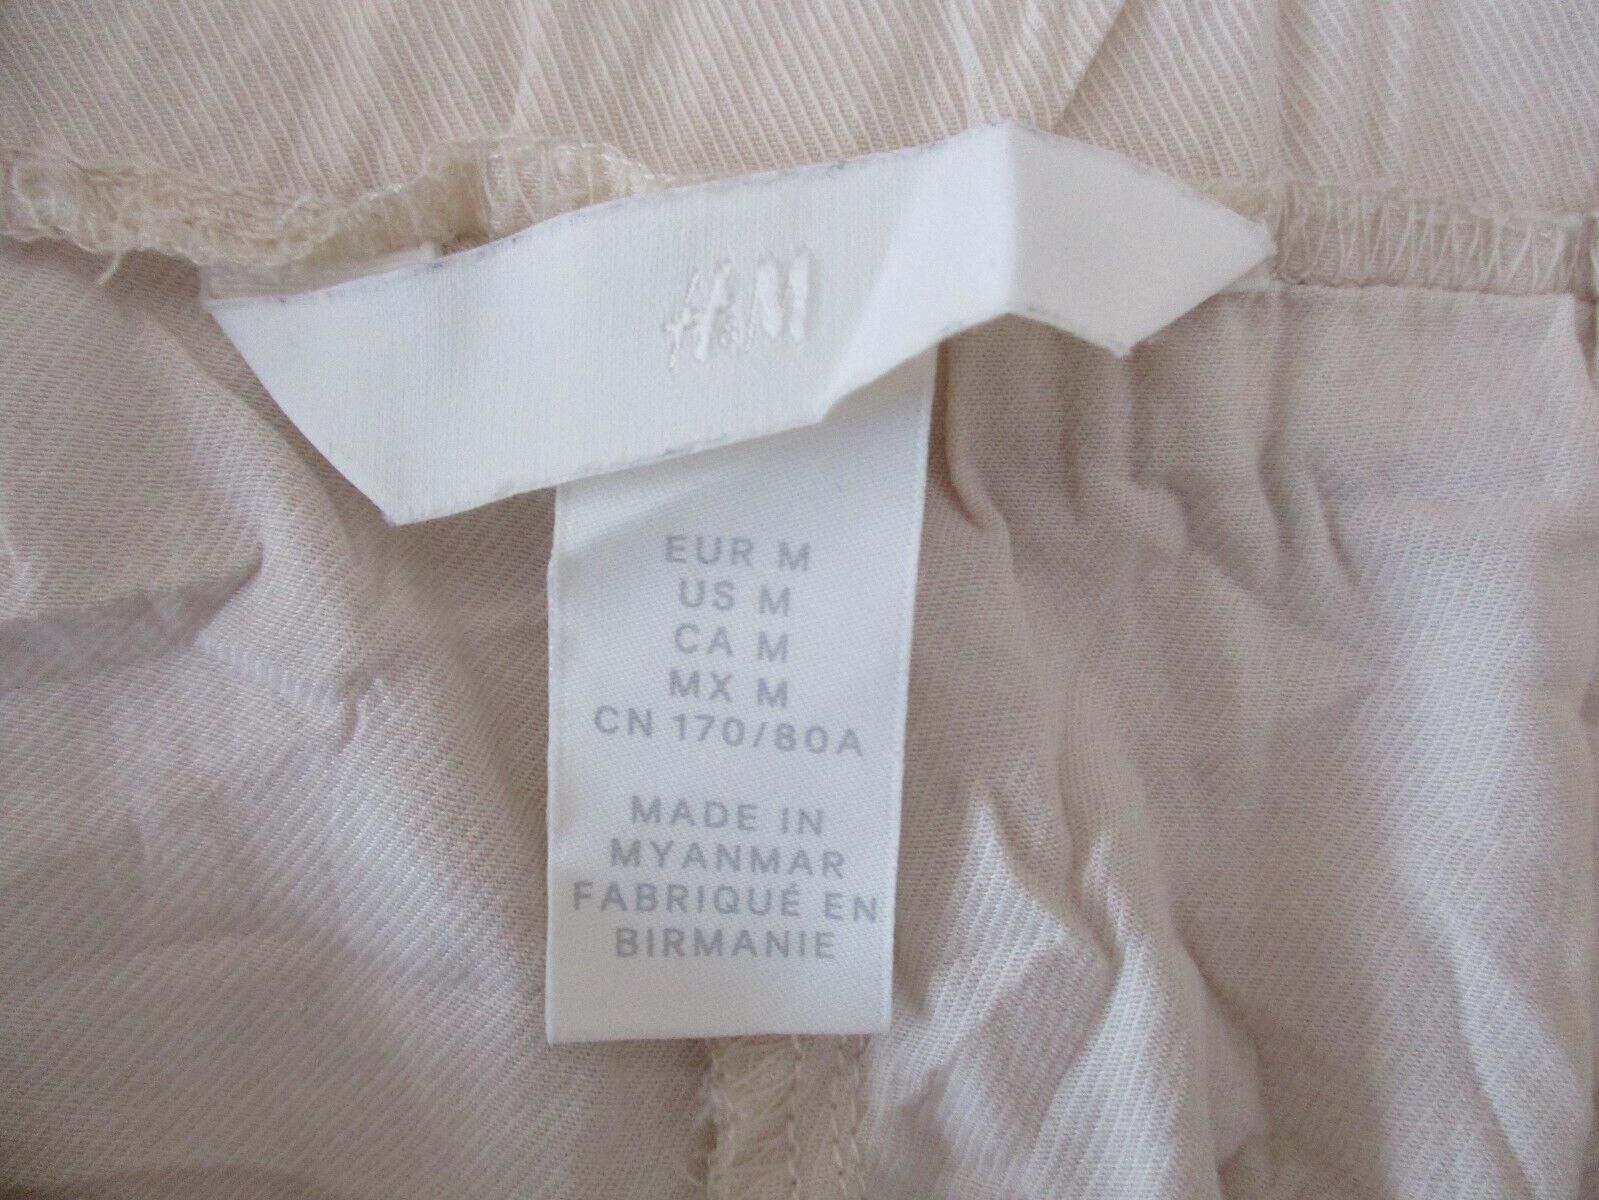 H&M
EUR M
US M
CA M
MX M
CN 170/80A
MADE IN
MYANMAR
FABRIQUÉ EN
BIRMANIE